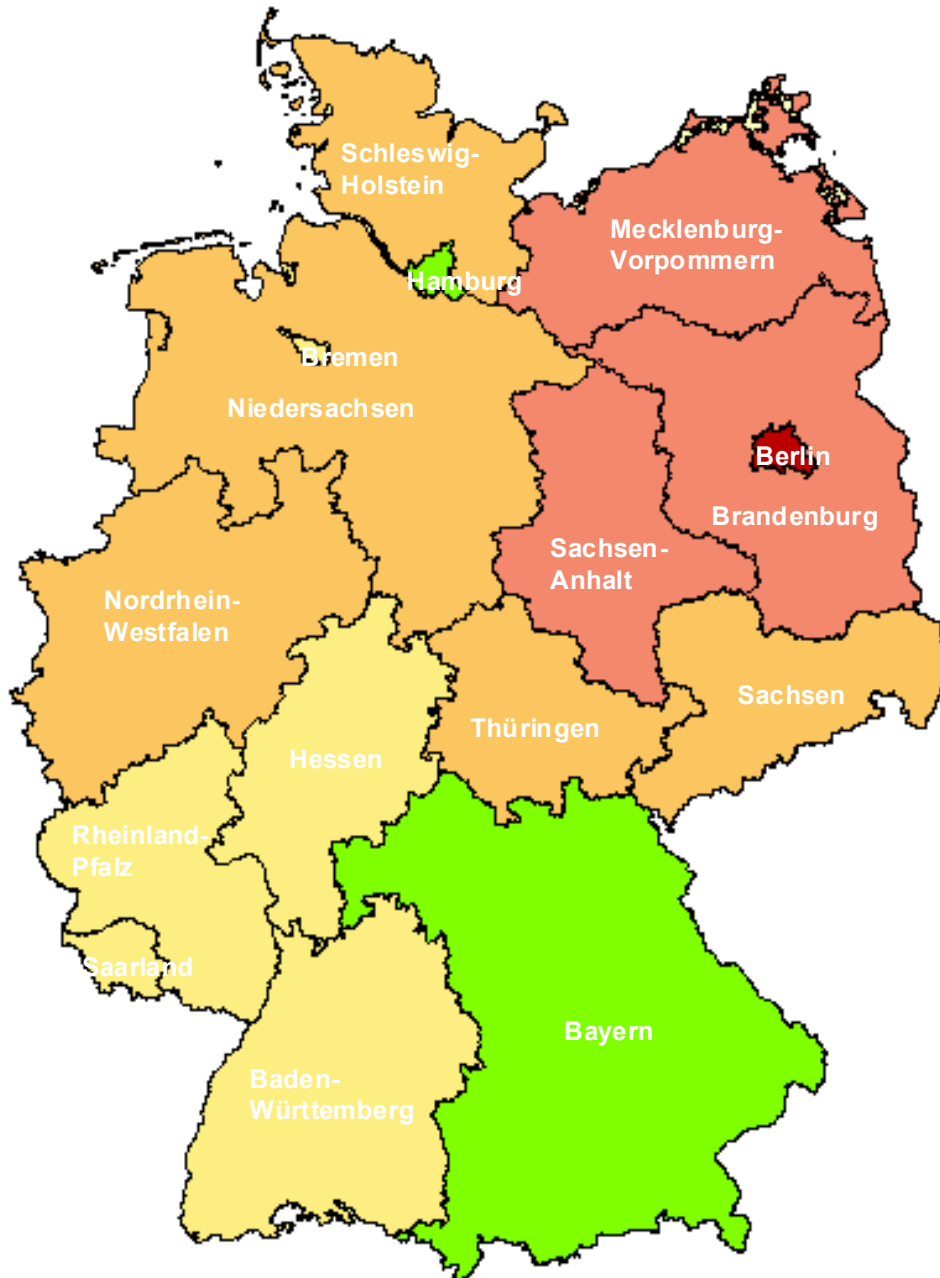 Schleswig-
Holstein
Mecklenburg-
Vorpommern
Hamburg
Bremen
Niedersachsen
Berlin
Brandenburg
Sachsen-
Anhalt
Nordrhein-
Westfalen
Sachsen
Thüringen
Hessen
Rheinland-
Pfalz
Saarland
Bayern
Baden-
Württemberg